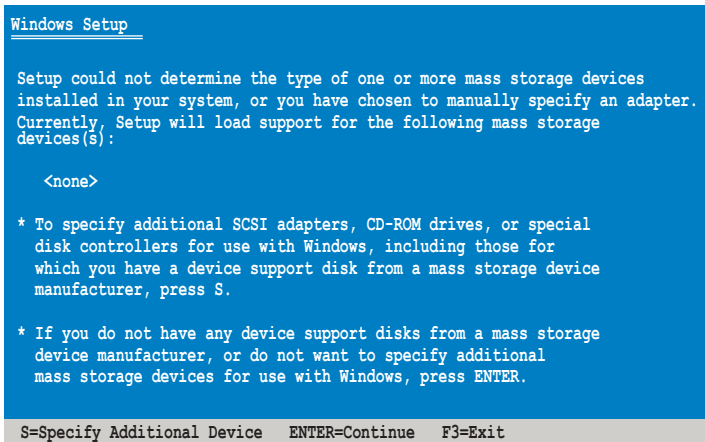 Windows Setup
Setup could not determine the type of one or more mass storage devices
installed in your system, or you have chosen to manually specify an adapter.
Currently, Setup will load support for the following mass storage
devices(s):
<none>
* To specify additional SCSI adapters, CD-ROM drives, or special
disk controllers for use with Windows, including those for
which you have a device support disk from a mass storage device
manufacturer, press S.
* If you do not have any device support disks from a mass storage
device manufacturer, or do not want to specify additional
mass storage devices for use with Windows, press ENTER.
S=Specify Additional Device ENTER=Continue F3=Exit